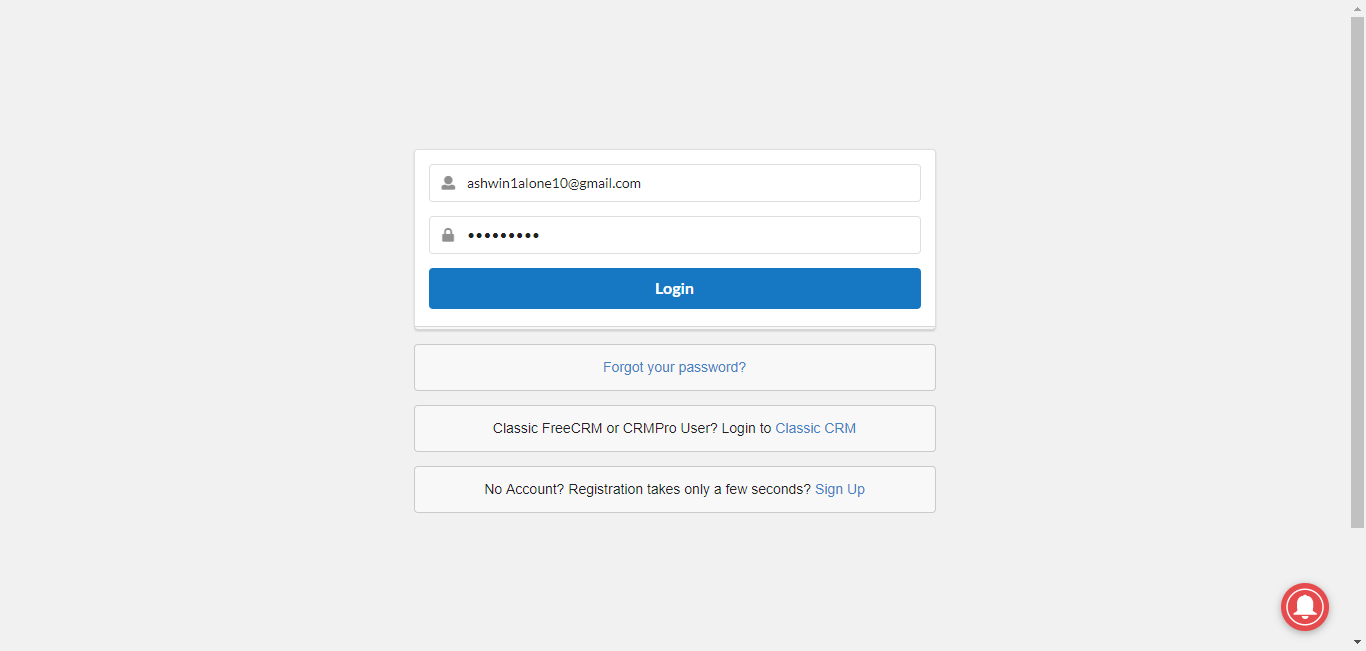 ashwin1alone10@gmail.com
•••••••••
Login
Forgot your password?
Classic FreeCRM or CRMPro User? Login to Classic CRM
No Account? Registration takes only a few seconds? Sign Up